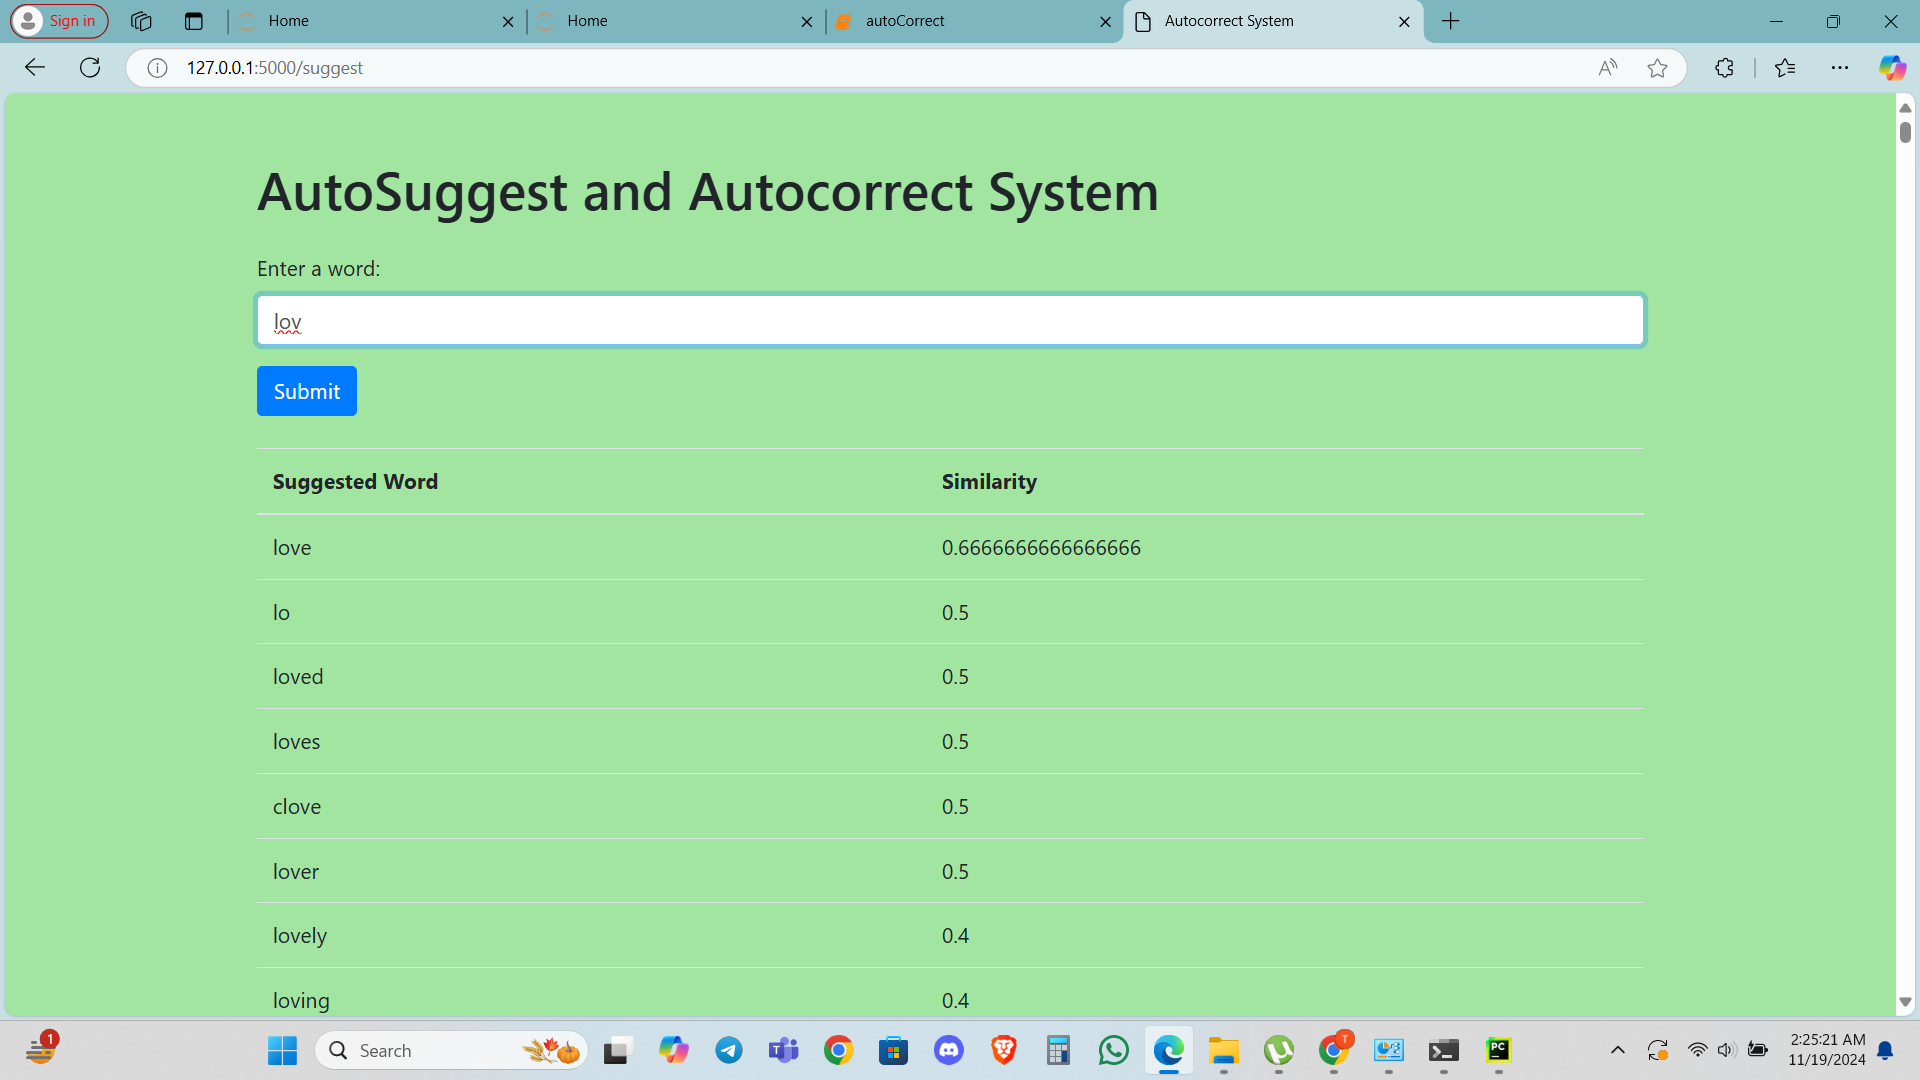 Sign in
Home
Home
autoCorrect
Autocorrect System
127.0.0.1:5000/suggest
AutoSuggest and Autocorrect System
Enter a word:
lov
Submit
Suggested Word Similarity
love 0.6666666666666666
lo 0.5
loved 0.5
loves 0.5
clove 0.5
lover 0.5
lovely 0.4
loving 0.4
1
Search
T
PC
2:25:21 AM
11/19/2024